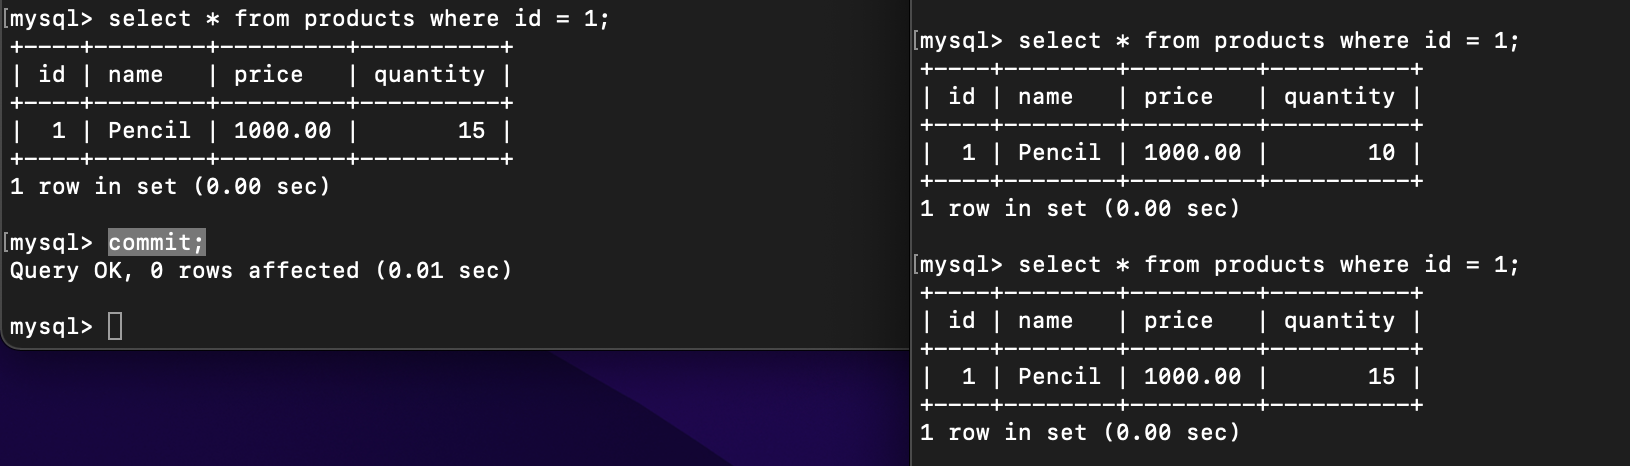 [mysql> select * from products where id = 1;
+----+--------+---------+----------+
| id | name   | price   | quantity |
+----+--------+---------+----------+
|  1 | Pencil | 1000.00 |       15 |
+----+--------+---------+----------+
1 row in set (0.00 sec)
[mysql> commit;
Query OK, 0 rows affected (0.01 sec)
mysql>
[mysql> select * from products where id = 1;
+----+--------+---------+----------+
| id | name   | price   | quantity |
+----+--------+---------+----------+
|  1 | Pencil | 1000.00 |       10 |
+----+--------+---------+----------+
1 row in set (0.00 sec)
[mysql> select * from products where id = 1;
+----+--------+---------+----------+
| id | name   | price   | quantity |
+----+--------+---------+----------+
|  1 | Pencil | 1000.00 |       15 |
+----+--------+---------+----------+
1 row in set (0.00 sec)